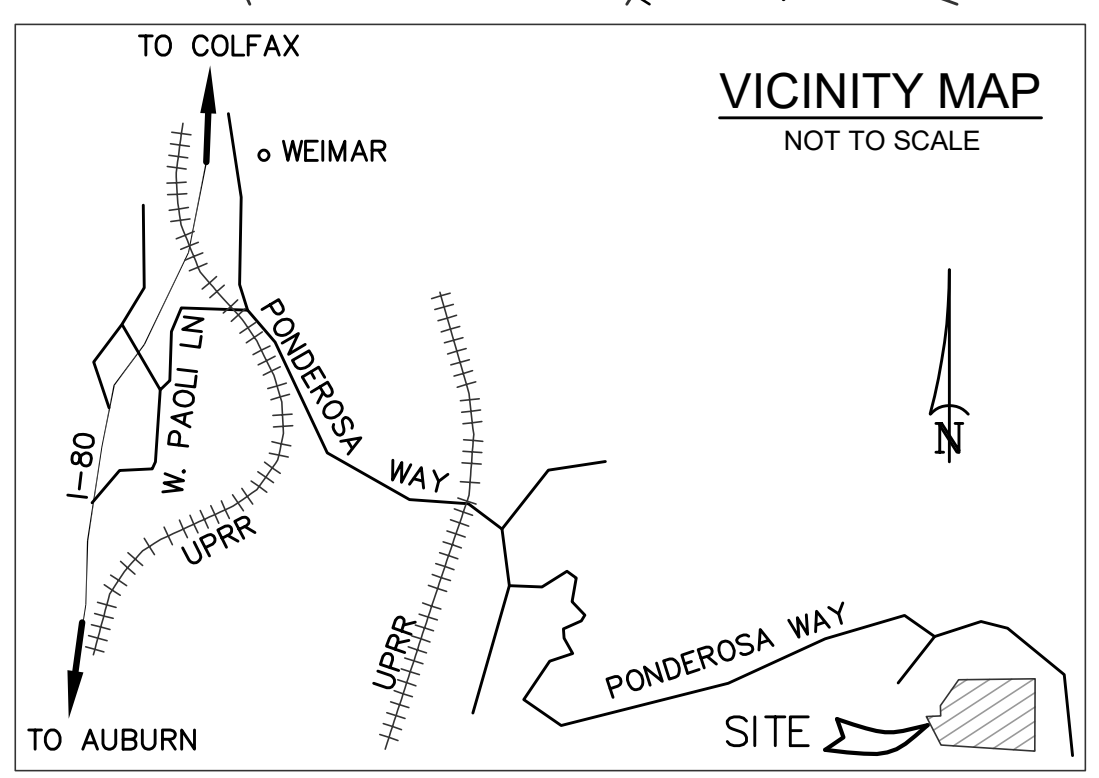 TO COLFAX
VICINITY MAP
NOT TO SCALE
WEIMAR
PONDEROSA WAY
W. PAOLI LN
I-80
UPRR
N
UPRR
PONDEROSA WAY
SITE
TO AUBURN